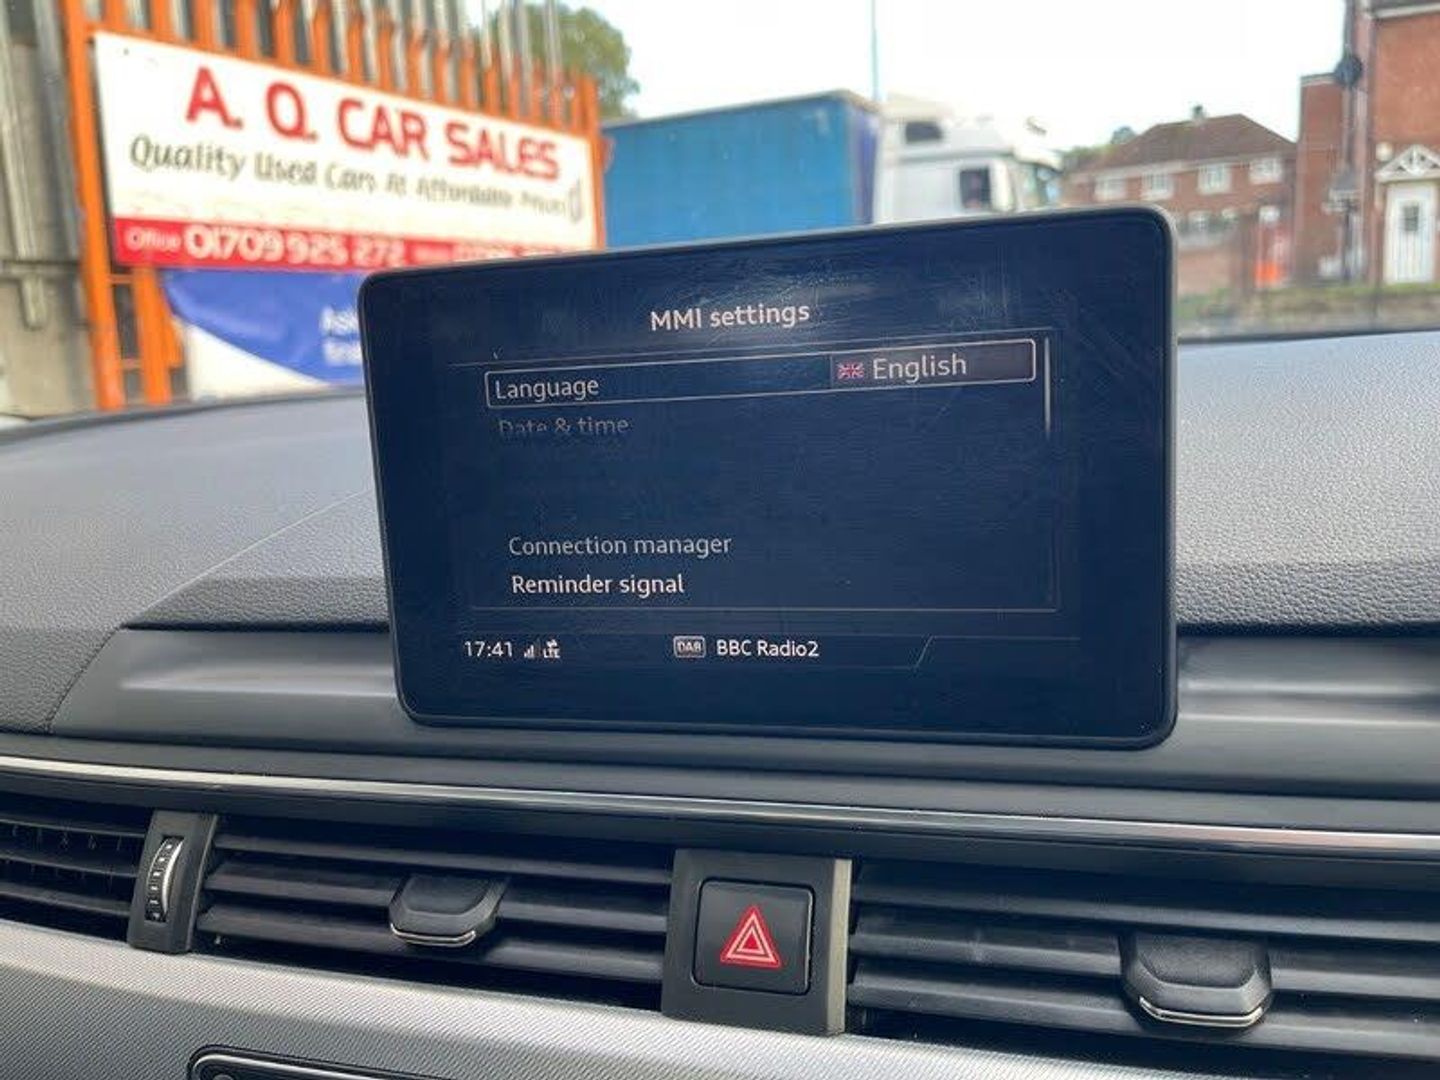 A. Q. CAR SALES
Quality Used Cars At Affordable Prices
Office 01709 925 272
MMI settings
Language English
Date & time
Connection manager
Reminder signal
17:41 LTE DAB BBC Radio2